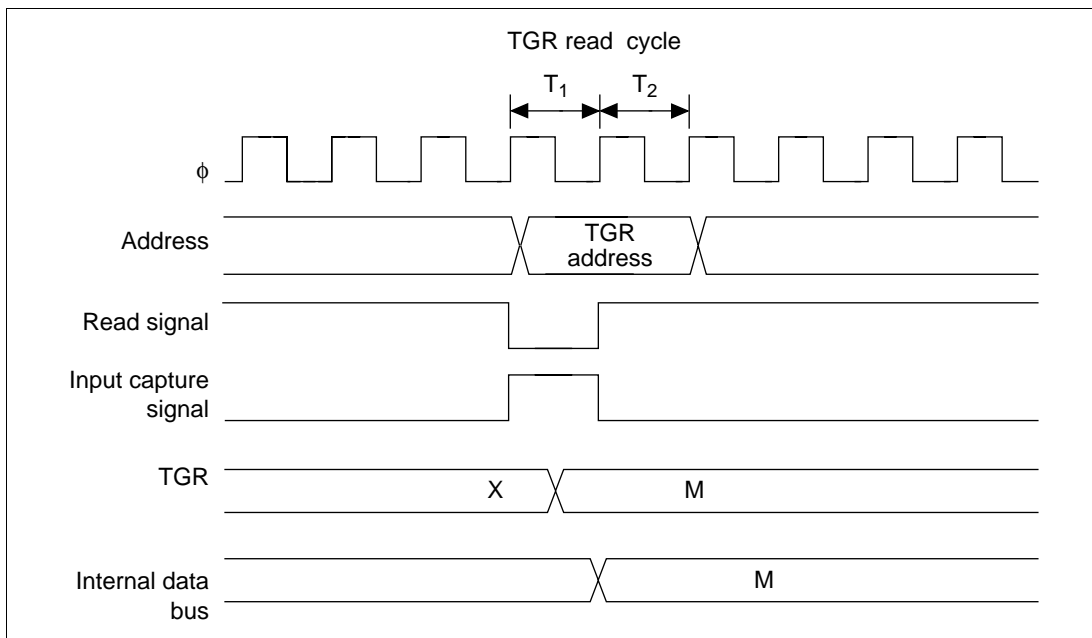 TGR read cycle
T1
T2
ϕ
Address
TGR
address
Read signal
Input capture
signal
TGR
X
M
Internal data
bus
M